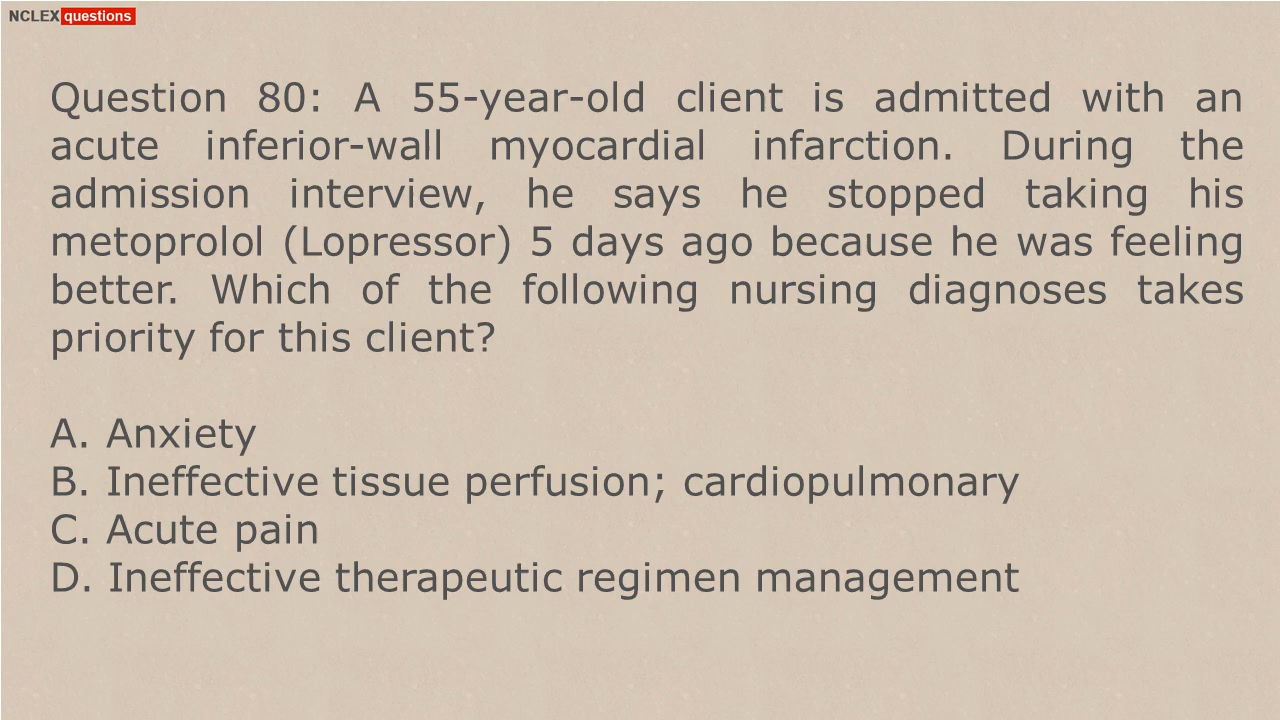 NCLEX questions
Question 80: A 55-year-old client is admitted with an
acute inferior-wall myocardial infarction. During the
admission interview, he says he stopped taking his
metoprolol (Lopressor) 5 days ago because he was feeling
better. Which of the following nursing diagnoses takes
priority for this client?
A. Anxiety
B. Ineffective tissue perfusion; cardiopulmonary
C. Acute pain
D. Ineffective therapeutic regimen management